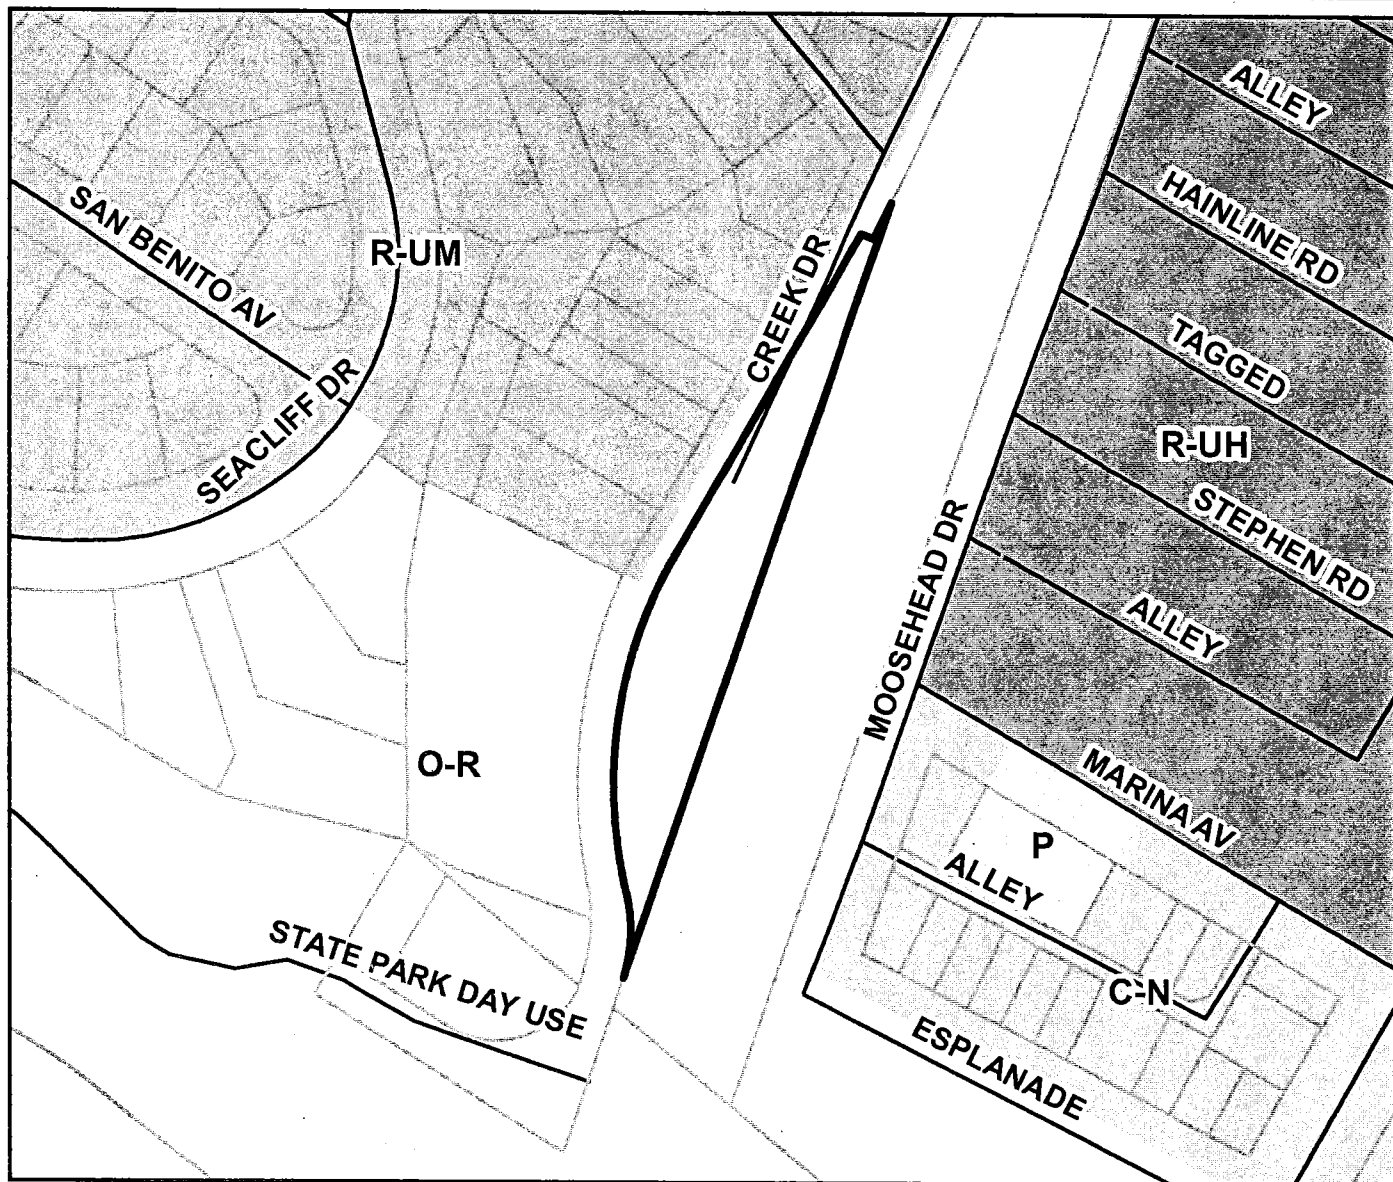 ALLEY
HAINLINE RD
SAN BENITO AV
R-UM
CREEK DR
TAGGED
SEACLIFF DR
R-UH
STEPHEN RD
MOOSEHEAD DR
ALLEY
O-R
MARINA AV
P
ALLEY
STATE PARK DAY USE
C-N
ESPLANADE